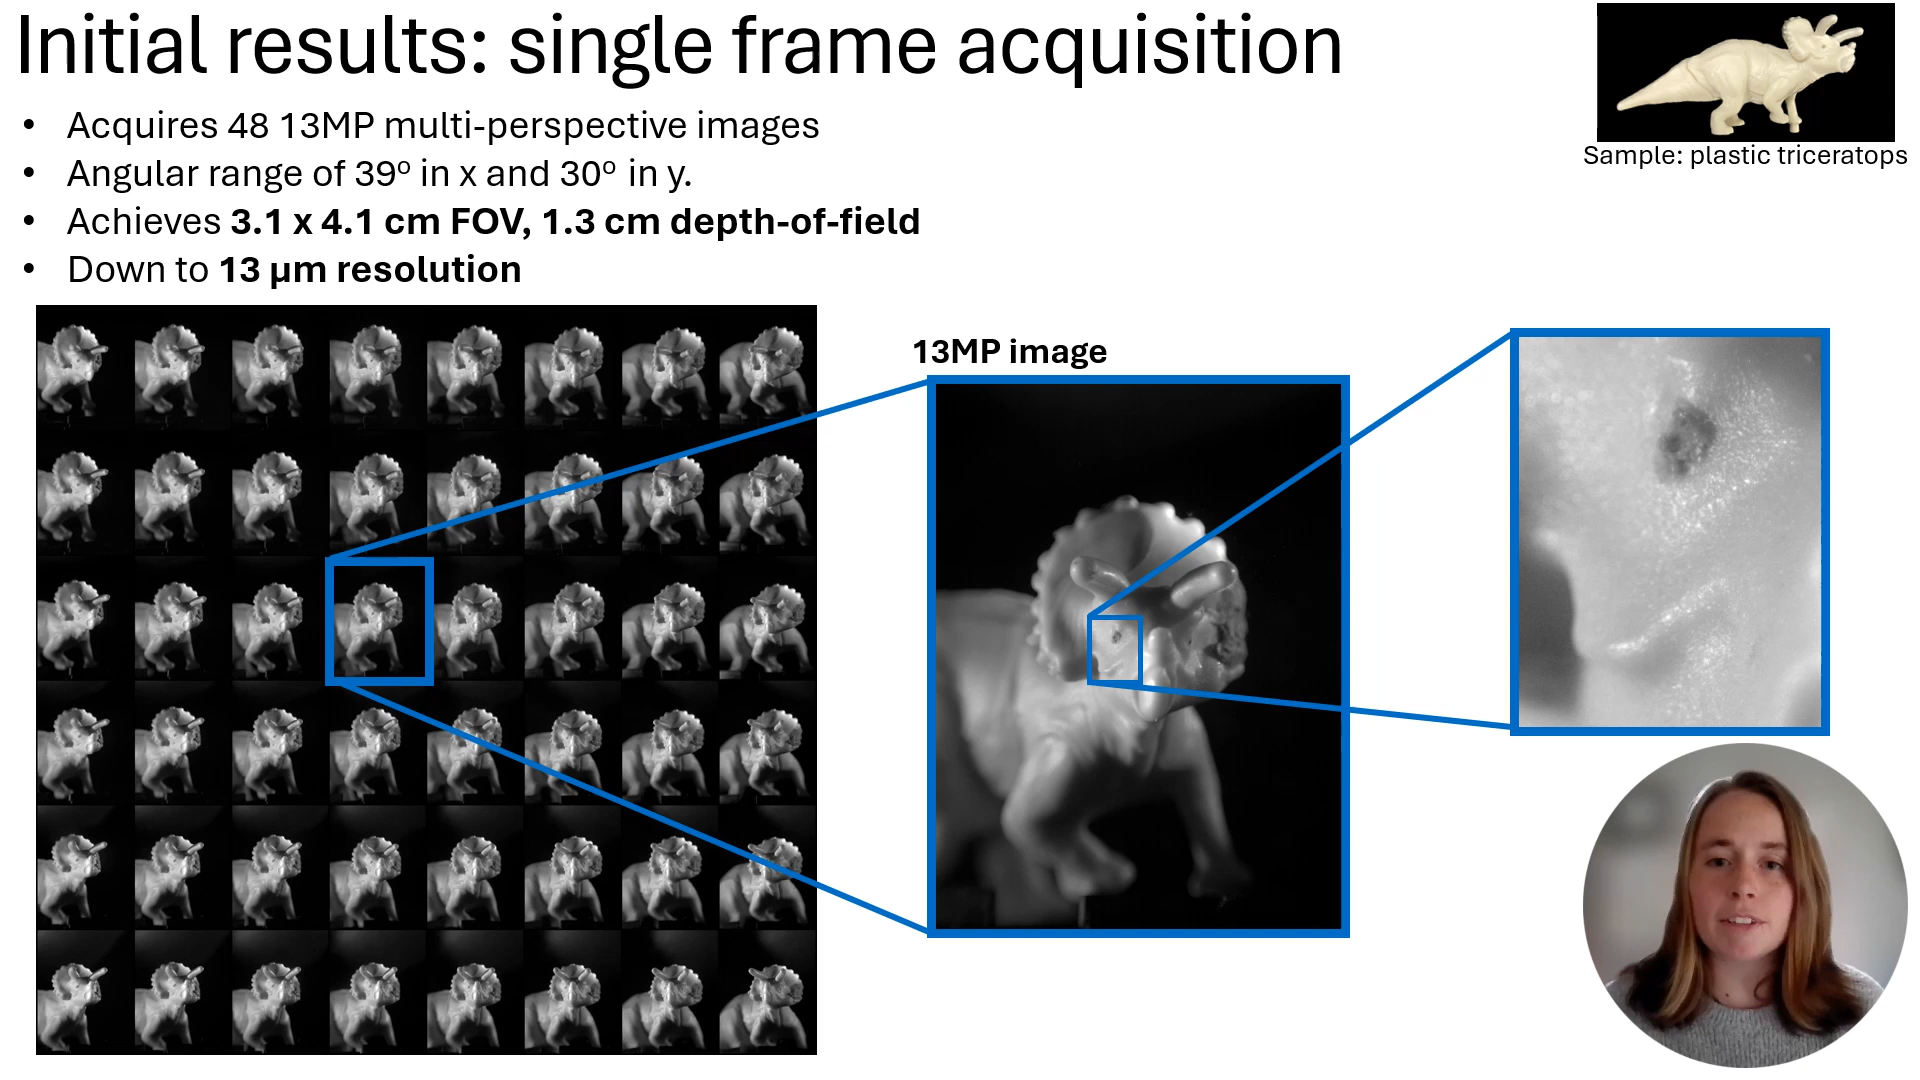 Initial results: single frame acquisition
• Acquires 48 13MP multi-perspective images
• Angular range of 39º in x and 30º in y.
• Achieves 3.1 x 4.1 cm FOV, 1.3 cm depth-of-field
• Down to 13 µm resolution
Sample: plastic triceratops
13MP image